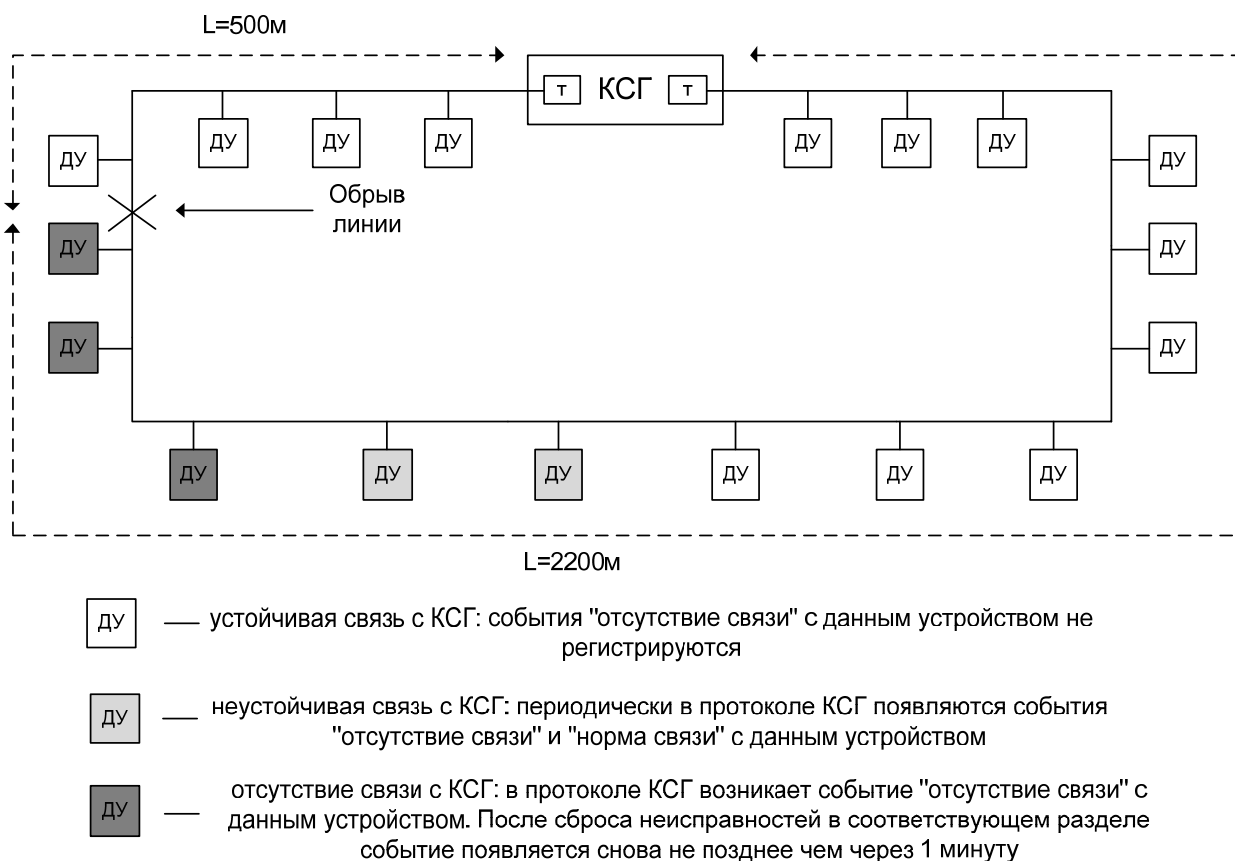 L=500м
т КСГ т
ДУ ДУ ДУ ДУ ДУ ДУ
ДУ ДУ
Обрыв
линии
ДУ ДУ
ДУ ДУ
ДУ ДУ ДУ ДУ ДУ ДУ
L=2200м
ДУ — устойчивая связь с КСГ: события "отсутствие связи" с данным устройством не
регистрируются
ДУ — неустойчивая связь с КСГ: периодически в протоколе КСГ появляются события
"отсутствие связи" и "норма связи" с данным устройством
ДУ — отсутствие связи с КСГ: в протоколе КСГ возникает событие "отсутствие связи" с
данным устройством. После сброса неисправностей в соответствующем разделе
событие появляется снова не позднее чем через 1 минуту